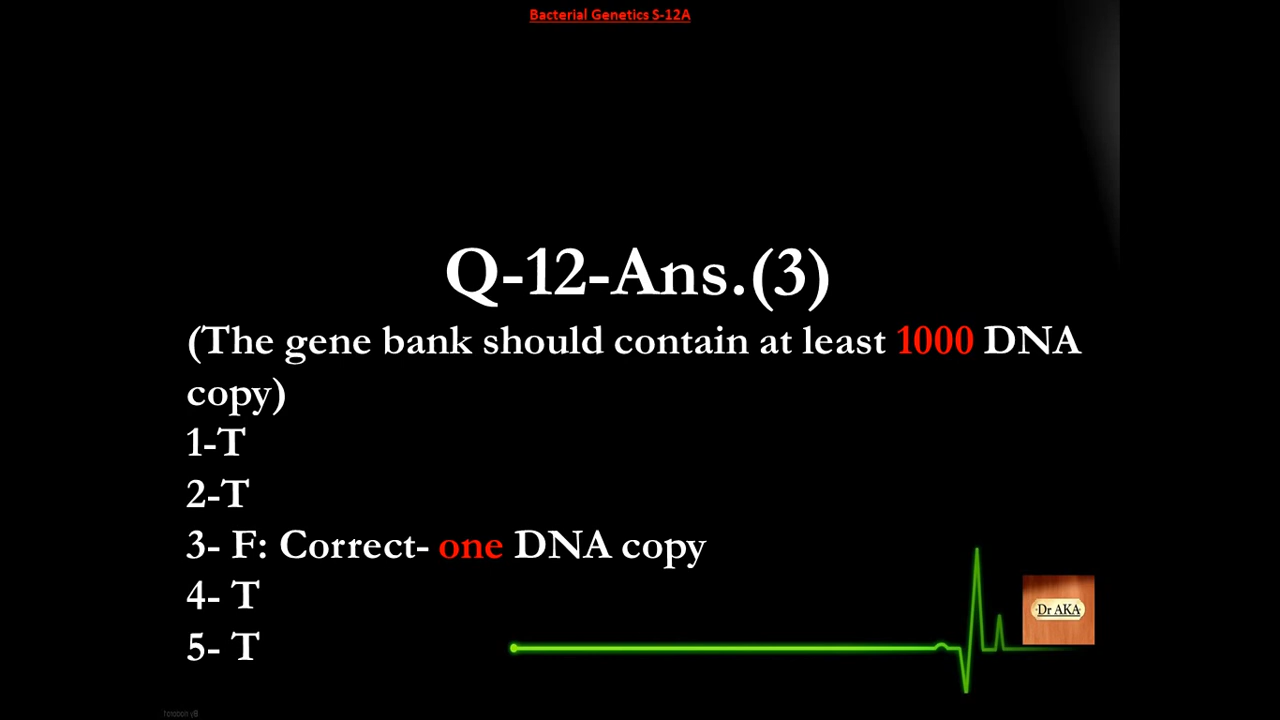 Bacterial Genetics S-12A
Q-12-Ans.(3)
(The gene bank should contain at least 1000 DNA
copy)
1-T
2-T
3- F: Correct- one DNA copy
4- T
5- T
Dr AKA